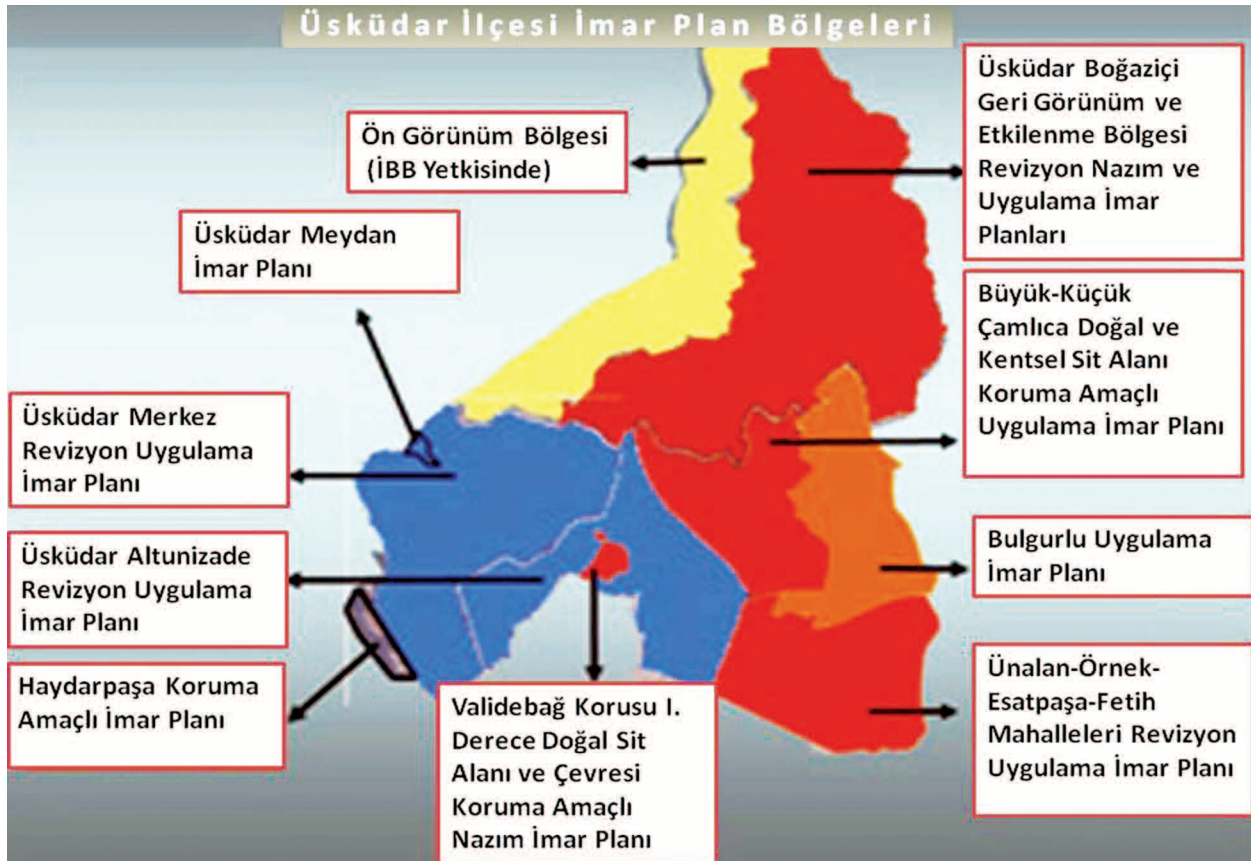 Üsküdar İlçesi İmar Plan Bölgeleri
Ön Görünüm Bölgesi
(İBB Yetkisinde)
Üsküdar Meydan
İmar Planı
Üsküdar Merkez
Revizyon Uygulama
İmar Planı
Üsküdar Altunizade
Revizyon Uygulama
İmar Planı
Haydarpaşa Koruma
Amaçlı İmar Planı
Validebağ Korusu I.
Derece Doğal Sit
Alanı ve Çevresi
Koruma Amaçlı
Nazım İmar Planı
Üsküdar Boğaziçi
Geri Görünüm ve
Etkilenme Bölgesi
Revizyon Nazım ve
Uygulama İmar
Planları
Büyük-Küçük
Çamlıca Doğal ve
Kentsel Sit Alanı
Koruma Amaçlı
Uygulama İmar Planı
Bulgurlu Uygulama
İmar Planı
Ünalan-Örnek-
Esatpaşa-Fetih
Mahalleleri Revizyon
Uygulama İmar Planı